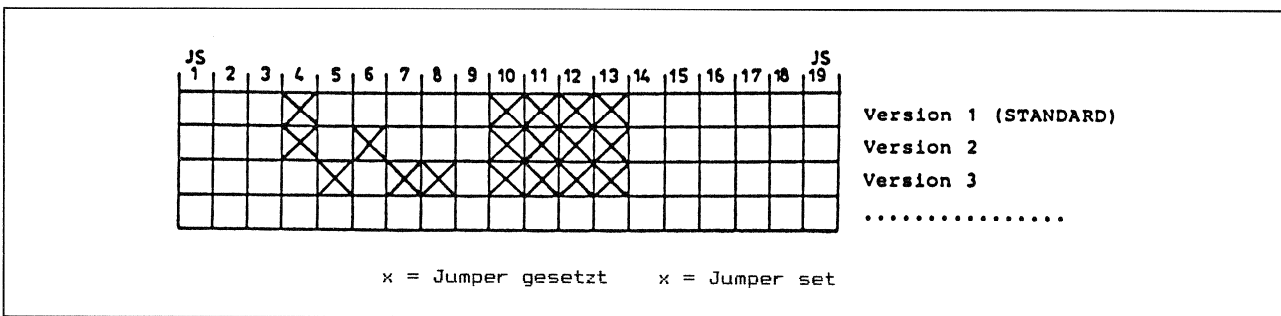 JS JS
1 2 3 4 5 6 7 8 9 10 11 12 13 14 15 16 17 18 19
Version 1 (STANDARD)
Version 2
Version 3
................
x = Jumper gesetzt x = Jumper set